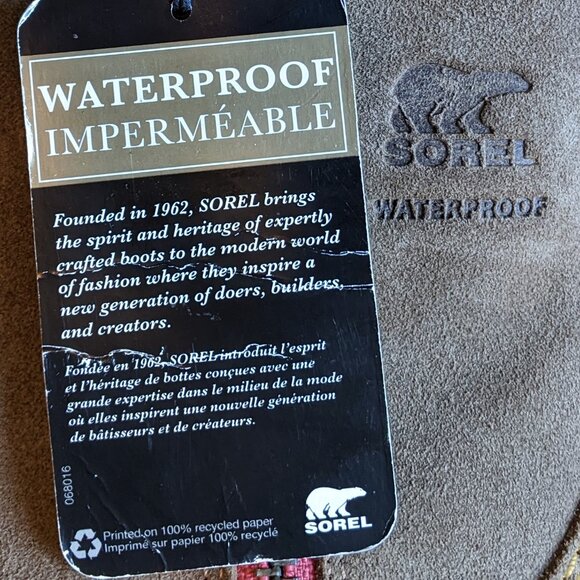 WATERPROOF
IMPERMÉABLE
Founded in 1962, SOREL brings
the spirit and heritage of expertly
crafted boots to the modern world
of fashion where they inspire a
new generation of doers, builders,
and creators.
Fondée en 1962, SOREL introduit l'esprit
et l'héritage de bottes conçues avec une
grande expertise dans le milieu de la mode
où elles inspirent une nouvelle génération
de bâtisseurs et de créateurs.
068016
Printed on 100% recycled paper
Imprimé sur papier 100% recyclé
SOREL
SOREL
WATERPROOF